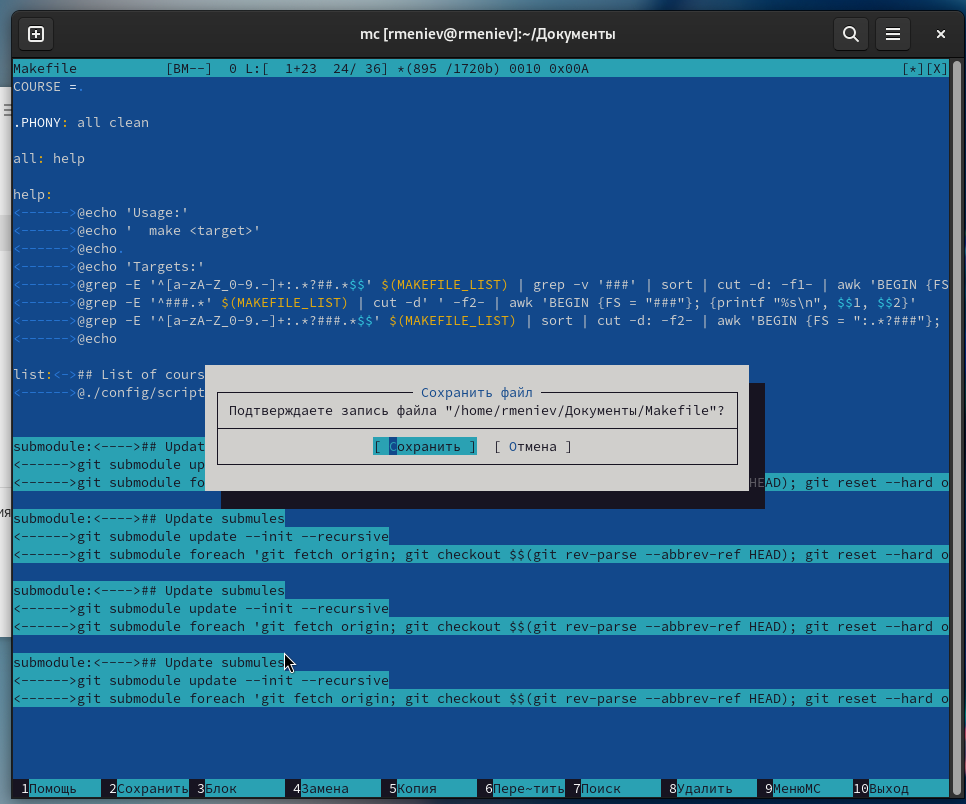 mc [rmeniev@rmeniev]:~/Документы
Makefile [BM--] 0 L:[ 1+23 24/ 36] *(895 /1720b) 0010 0x00A [*][X]
COURSE =.
.PHONY: all clean
all: help
help:
<------>@echo 'Usage:'
<------>@echo '  make <target>'
<------>@echo.
<------>@echo 'Targets:'
<------>@grep -E '^[a-zA-Z_0-9.-]+:.*?##.*$$' $(MAKEFILE_LIST) | grep -v '###' | sort | cut -d: -f1- | awk 'BEGIN {FS
<------>@grep -E '^###.*' $(MAKEFILE_LIST) | cut -d' ' -f2- | awk 'BEGIN {FS = "###"}; {printf "%s\n", $$1, $$2}'
<------>@grep -E '^[a-zA-Z_0-9.-]+:.*?###.*$$' $(MAKEFILE_LIST) | sort | cut -d: -f2- | awk 'BEGIN {FS = ":.*?###"};
<------>@echo
list:<->## List of cours
<------>@./config/script
Сохранить файл
Подтверждаете запись файла "/home/rmeniev/Документы/Makefile"?
[ Сохранить ] [ Отмена ]
submodule:<---->## Updat
<------>git submodule up
<------>git submodule fo HEAD); git reset --hard o
submodule:<---->## Update submules
<------>git submodule update --init --recursive
<------>git submodule foreach 'git fetch origin; git checkout $$(git rev-parse --abbrev-ref HEAD); git reset --hard o
submodule:<---->## Update submules
<------>git submodule update --init --recursive
<------>git submodule foreach 'git fetch origin; git checkout $$(git rev-parse --abbrev-ref HEAD); git reset --hard o
submodule:<---->## Update submules
<------>git submodule update --init --recursive
<------>git submodule foreach 'git fetch origin; git checkout $$(git rev-parse --abbrev-ref HEAD); git reset --hard o
1Помощь 2Сохранить 3Блок 4Замена 5Копия 6Пере~тить 7Поиск 8Удалить 9МенюMC 10Выход